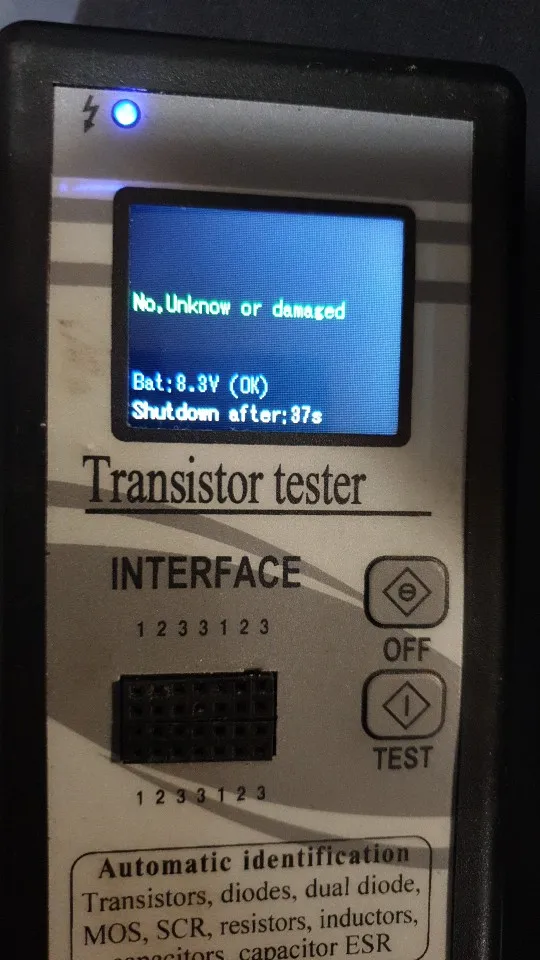 No,Unknow or damaged
Bat:8.3V (OK)
Shutdown after:37s
Transistor tester
INTERFACE
1 2 3 3 1 2 3
OFF
TEST
1 2 3 3 1 2 3
Automatic identification
Transistors, diodes, dual diode,
MOS, SCR, resistors, inductors,
capacitors, capacitor ESR